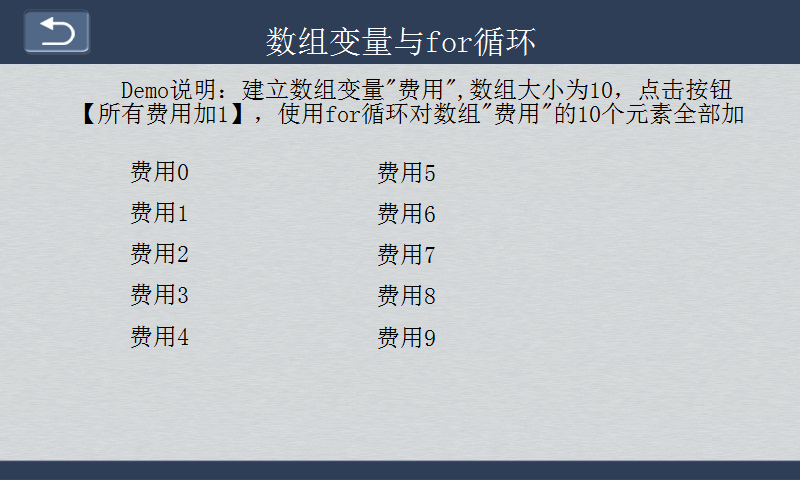 数组变量与for循环
Demo说明：建立数组变量"费用",数组大小为10，点击按钮
【所有费用加1】，使用for循环对数组"费用"的10个元素全部加
费用0 费用5
费用1 费用6
费用2 费用7
费用3 费用8
费用4 费用9